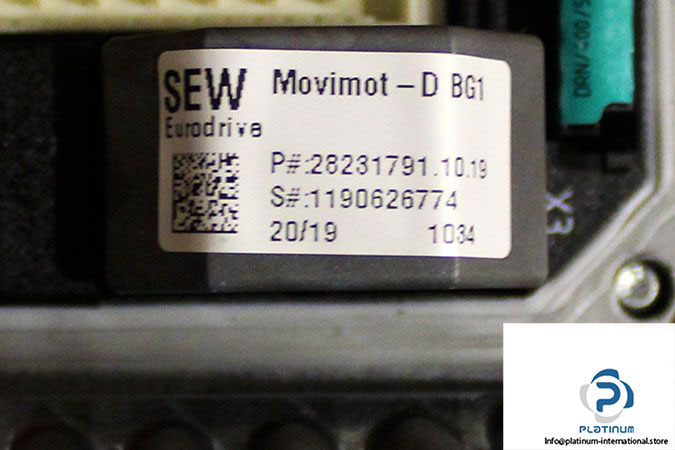 SEW
Eurodrive
Movimot-D BG1
P#:28231791.10.19
S#:1190626774
20/19 1034
X3
PLATINUM
Info@platinum-international.store